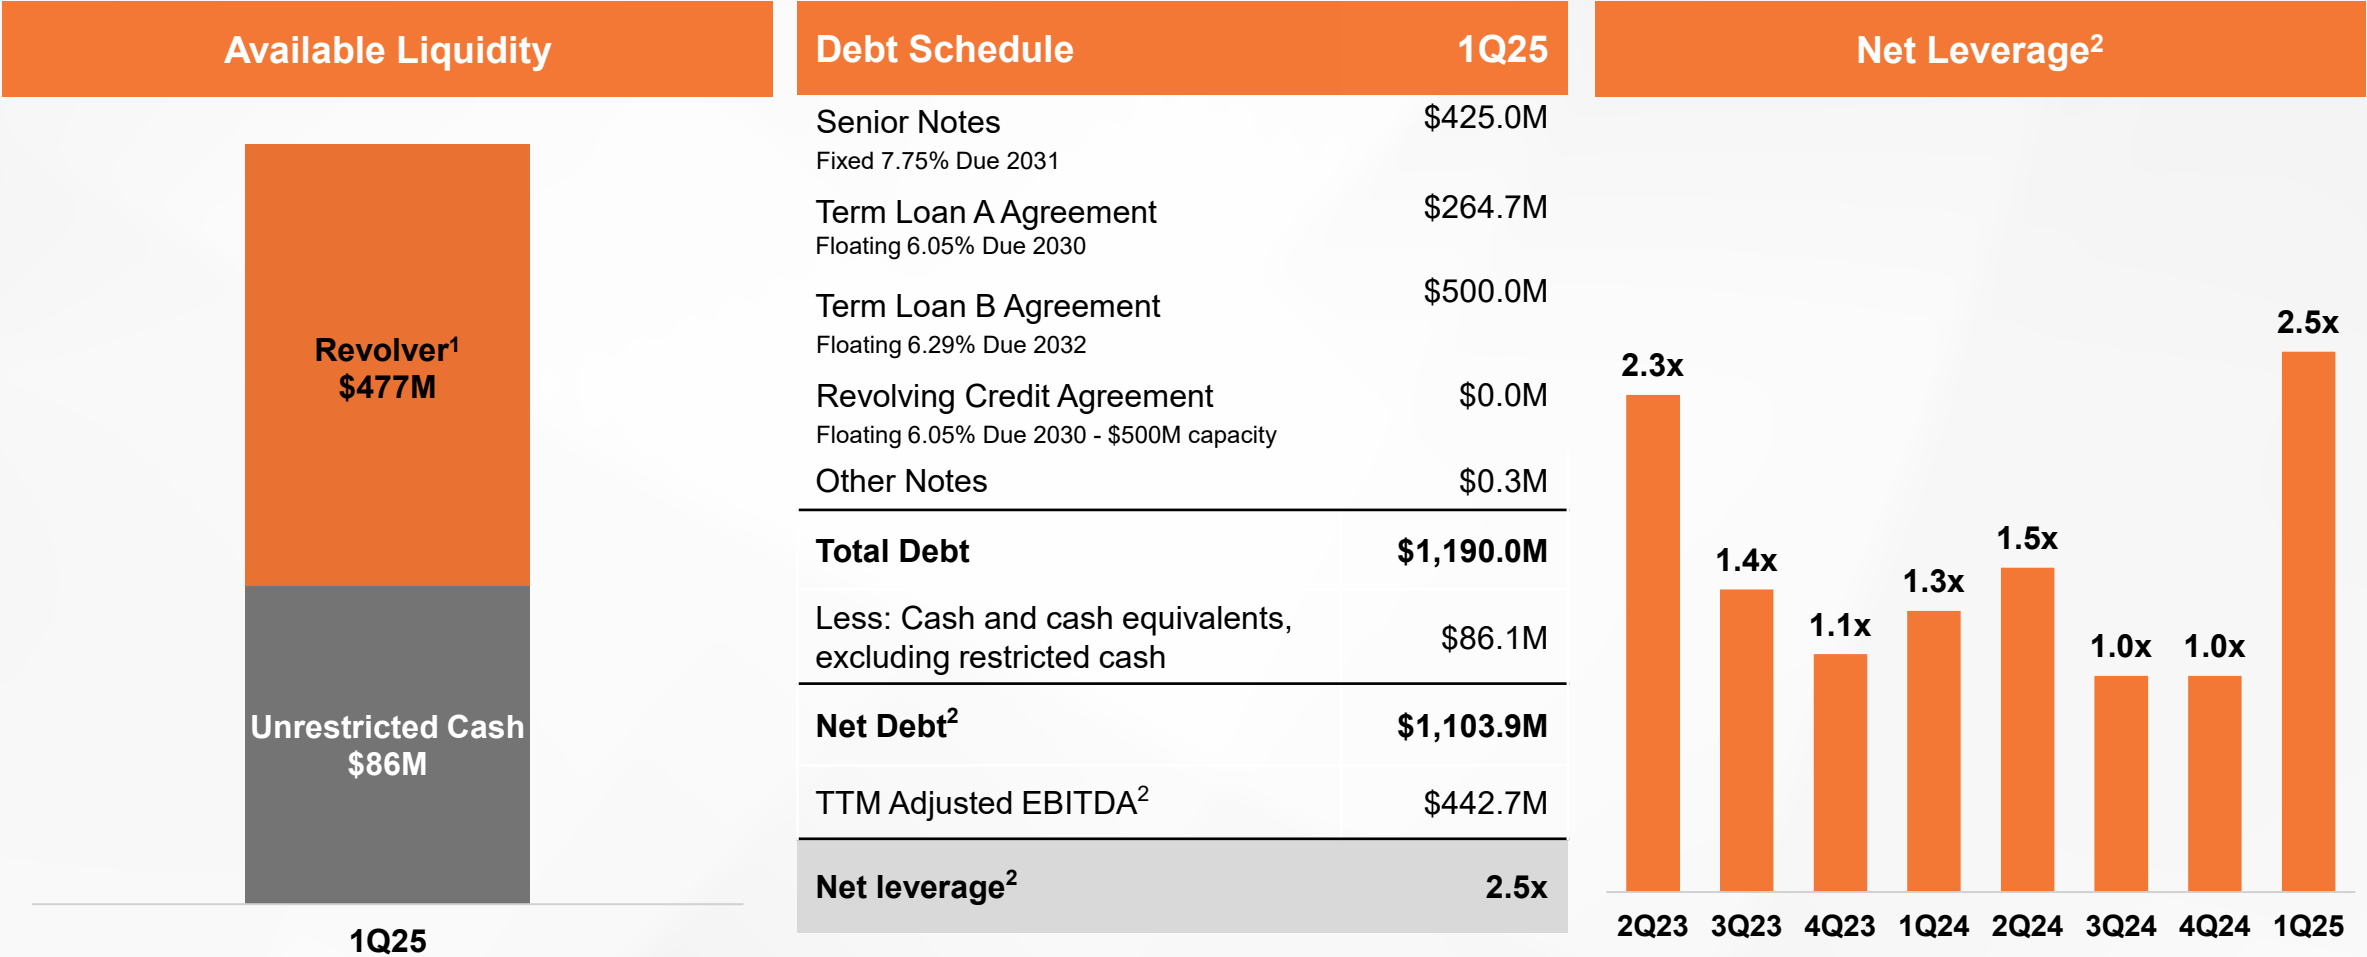 Available Liquidity
Revolver¹
$477M
Unrestricted Cash
$86M
1Q25
Debt Schedule 1Q25
Senior Notes $425.0M
Fixed 7.75% Due 2031
Term Loan A Agreement $264.7M
Floating 6.05% Due 2030
Term Loan B Agreement $500.0M
Floating 6.29% Due 2032
Revolving Credit Agreement $0.0M
Floating 6.05% Due 2030 - $500M capacity
Other Notes $0.3M
Total Debt $1,190.0M
Less: Cash and cash equivalents,
excluding restricted cash $86.1M
Net Debt² $1,103.9M
TTM Adjusted EBITDA² $442.7M
Net leverage² 2.5x
Net Leverage²
2.3x 1.4x 1.1x 1.3x 1.5x 1.0x 1.0x 2.5x
2Q23 3Q23 4Q23 1Q24 2Q24 3Q24 4Q24 1Q25